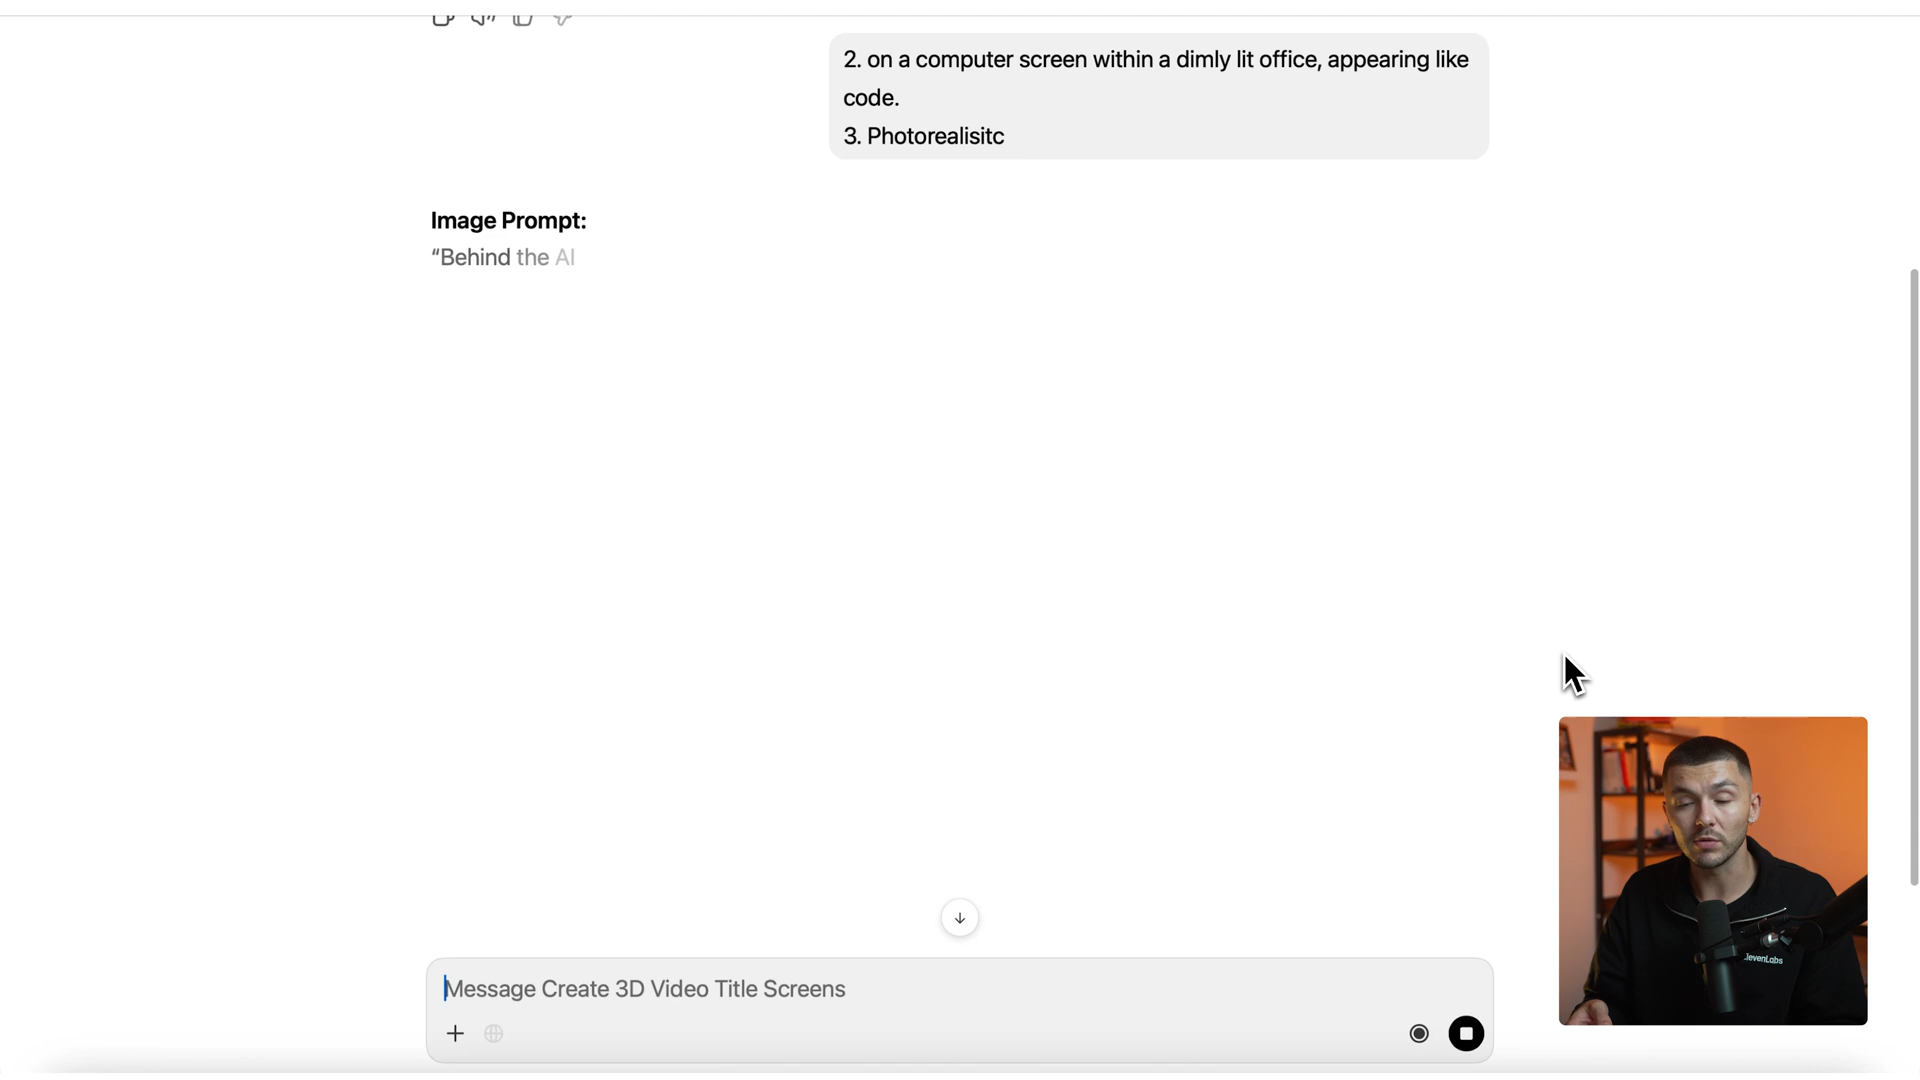 2. on a computer screen within a dimly lit office, appearing like
code.
3. Photorealisitc
Image Prompt:
“Behind the AI
Message Create 3D Video Title Screens